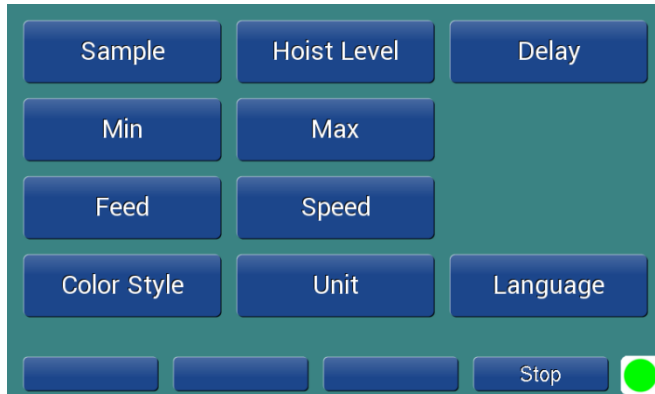 Sample Hoist Level Delay
Min Max
Feed Speed
Color Style Unit Language
Stop